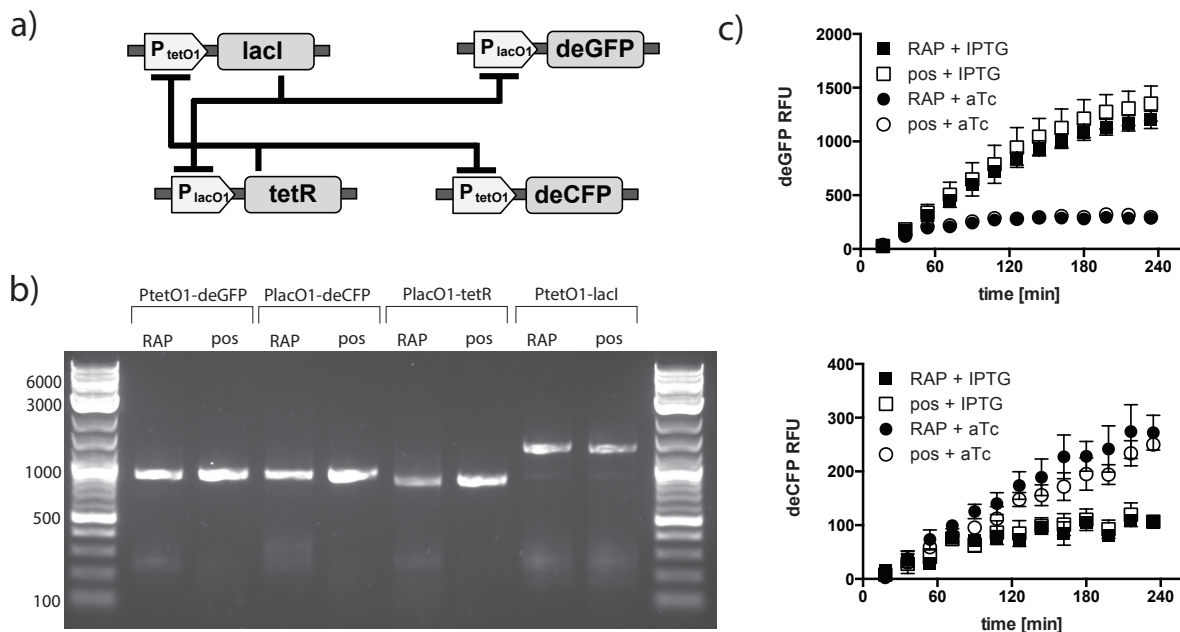 a)
PtetO1 lacI
PlacO1 deGFP
PlacO1 tetR
PtetO1 deCFP
b)
PtetO1-deGFP PlacO1-deCFP PlacO1-tetR PtetO1-lacI
RAP pos RAP pos RAP pos RAP pos
6000
3000
1000
500
100
c)
deGFP RFU
2000
1500
1000
500
0
RAP + IPTG
pos + IPTG
RAP + aTc
pos + aTc
0 60 120 180 240
time [min]
deCFP RFU
400
300
200
100
0
RAP + IPTG
pos + IPTG
RAP + aTc
pos + aTc
0 60 120 180 240
time [min]